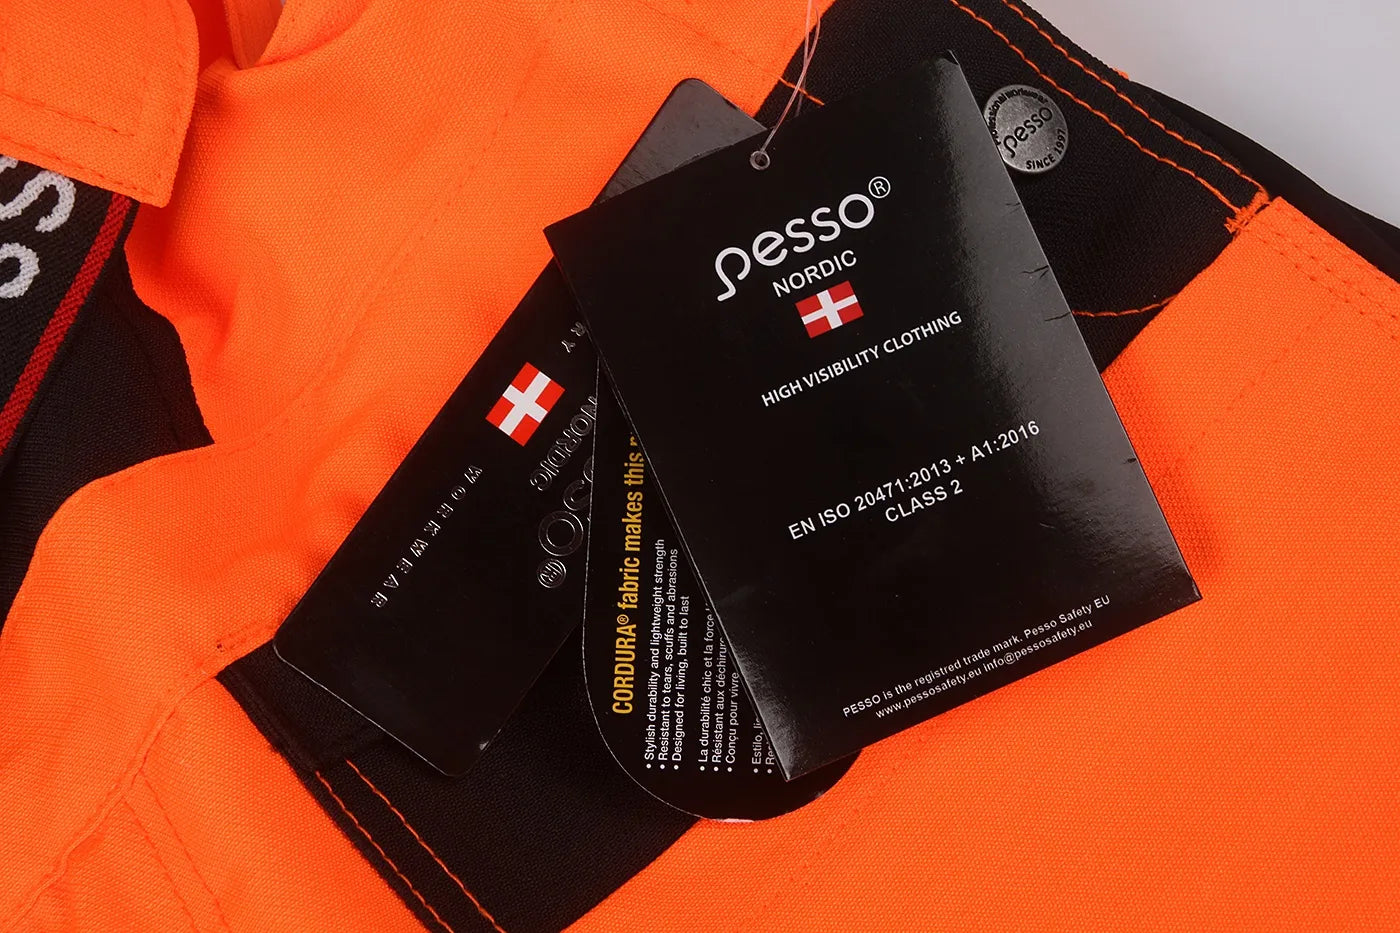 pesso®
NORDIC
HIGH VISIBILITY CLOTHING
EN ISO 20471:2013 + A1:2016
CLASS 2
PESSO is the registred trade mark. Pesso Safety EU
www.pessosafety.eu info@pessosafety.eu
pesso
SINCE 1997
NORDIC
WORKWEAR
CORDURA® fabric makes this
• Stylish durability and lightweight strength
• Resistant to tears, scuffs and abrasions
• Designed for living, built to last
• La durabilité chic et la force
• Résistant aux
• Conçu pour vivre
• Estilo,